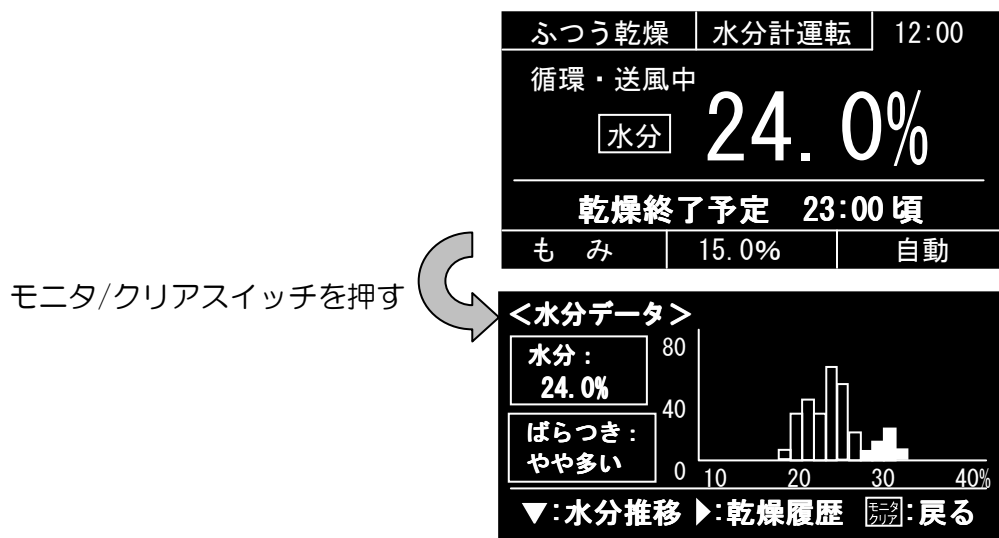 ふつう乾燥 水分計運転 12:00
循環・送風中
水分 24.0%
乾燥終了予定 23:00頃
もみ 15.0% 自動
モニタ/クリアスイッチを押す
<水分データ>
水分:
24.0%
ばらつき:
やや多い
80
40
0
10 20 30 40%
▼:水分推移 ▶:乾燥履歴 モニタクリア:戻る